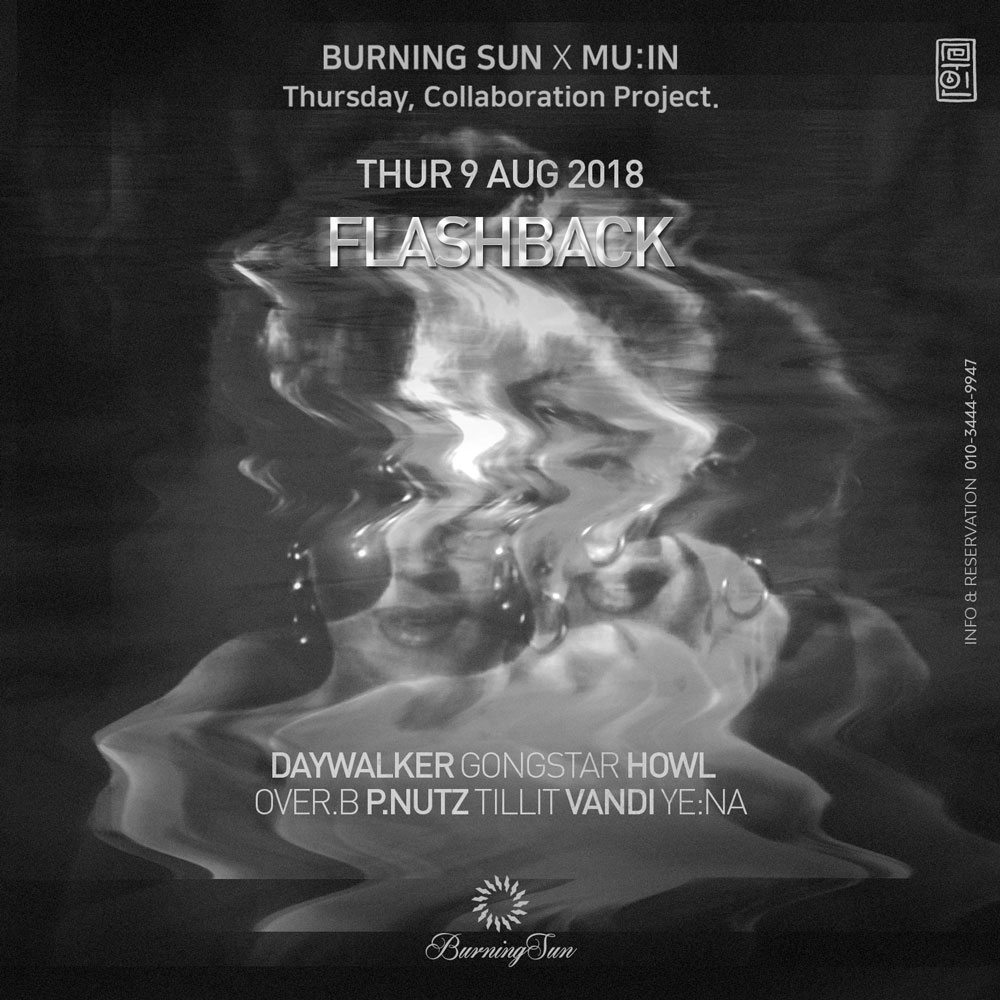 BURNING SUN X MU:IN
Thursday, Collaboration Project.
THUR 9 AUG 2018
FLASHBACK
INFO & RESERVATION 010-3444-9947
DAYWALKER GONGSTAR HOWL
OVER.B P.NUTZ TILLIT VANDI YE:NA
BurningSun